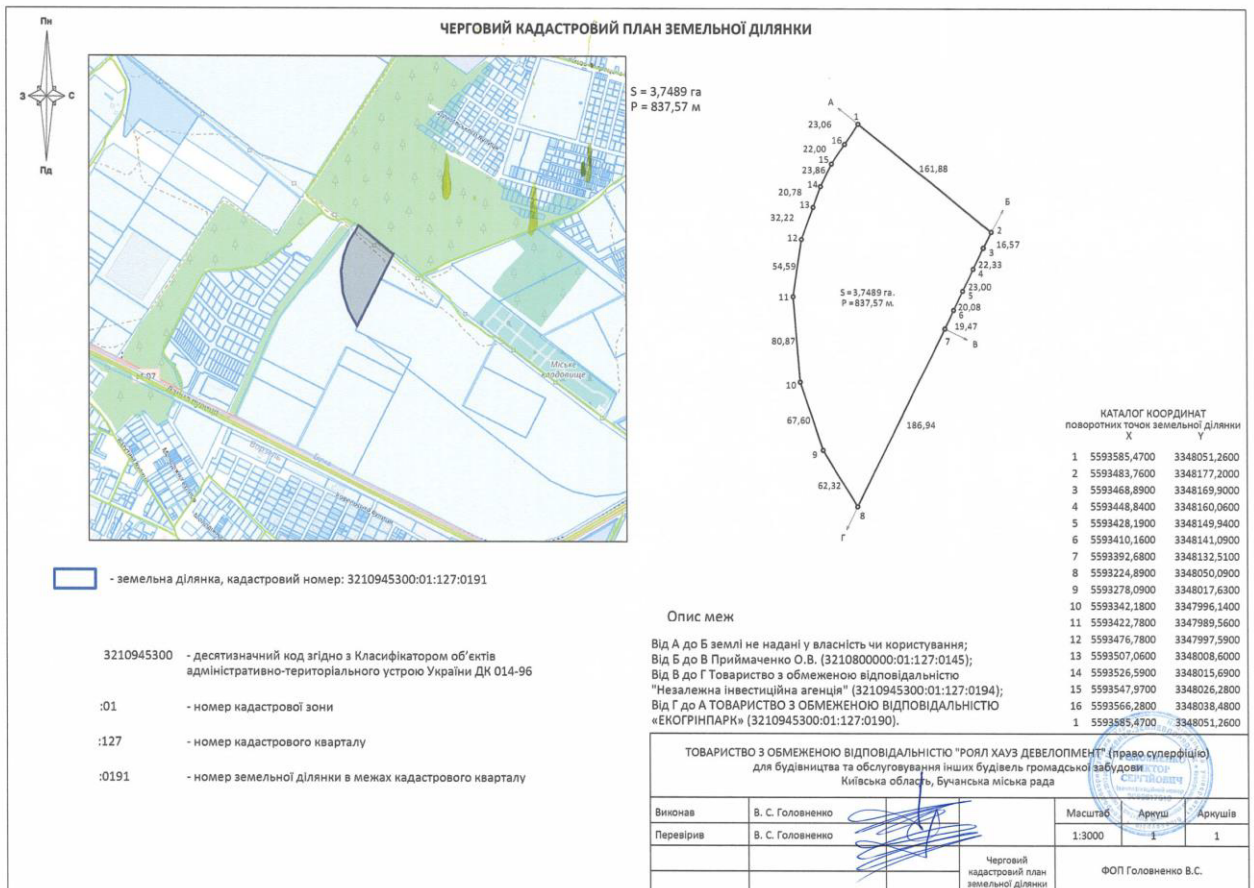 ЧЕРГОВИЙ КАДАСТРОВИЙ ПЛАН ЗЕМЕЛЬНОЇ ДІЛЯНКИ
Пн
З
С
Пд
S = 3,7489 га
P = 837,57 м
Міське
кладовище
Буча
А
1
23,06
16
22,00
15
23,86
14
20,78
13
32,22
12
54,59
11
80,87
10
67,60
9
62,32
8
Г
161,88
Б
2
16,57
3
22,33
4
23,00
5
20,08
6
19,47
7
В
186,94
S=3,7489 га.
P=837,57 м.
КАТАЛОГ КООРДИНАТ
поворотних точок земельної ділянки
X Y
1 5593585,4700 3348051,2600
2 5593483,7600 3348177,2000
3 5593468,8900 3348169,9000
4 5593448,8400 3348160,0600
5 5593428,1900 3348149,9400
6 5593410,1600 3348141,0900
7 5593392,6800 3348132,5100
8 5593224,8900 3348050,0900
9 5593278,0900 3348017,6300
10 5593342,1800 3347996,1400
11 5593422,7800 3347989,5600
12 5593476,7800 3347997,5900
13 5593507,0600 3348008,6000
14 5593526,5900 3348015,6900
15 5593547,9700 3348026,2800
16 5593566,2800 3348038,4800
1 5593585,4700 3348051,2600
- земельна ділянка, кадастровий номер: 3210945300:01:127:0191
3210945300 - десятизначний код згідно з Класифікатором об’єктів
адміністративно-територіального устрою України ДК 014-96
:01 - номер кадастрової зони
:127 - номер кадастрового кварталу
:0191 - номер земельної ділянки в межах кадастрового кварталу
Опис меж
Від А до Б землі не надані у власність чи користування;
Від Б до В Приймаченко О.В. (3210800000:01:127:0145);
Від В до Г Товариство з обмеженою відповідальністю
"Незалежна інвестиційна агенція" (3210945300:01:127:0194);
Від Г до А ТОВАРИСТВО З ОБМЕЖЕНОЮ ВІДПОВІДАЛЬНІСТЮ
«ЕКОГРІНПАРК» (3210945300:01:127:0190).
ТОВАРИСТВО З ОБМЕЖЕНОЮ ВІДПОВІДАЛЬНІСТЮ "РОЯЛ ХАУЗ ДЕВЕЛОПМЕНТ" (право суперфіцію)
для будівництва та обслуговування інших будівель громадської забудови
Київська область, Бучанська міська рада
ВІКТОР
СЕРГІЙОВИЧ
Виконав В. С. Головненко Масштаб Аркуш Аркушів
Перевірив В. С. Головненко 1:3000 1 1
Черговий
кадастровий план
земельної ділянки
ФОП Головненко В.С.